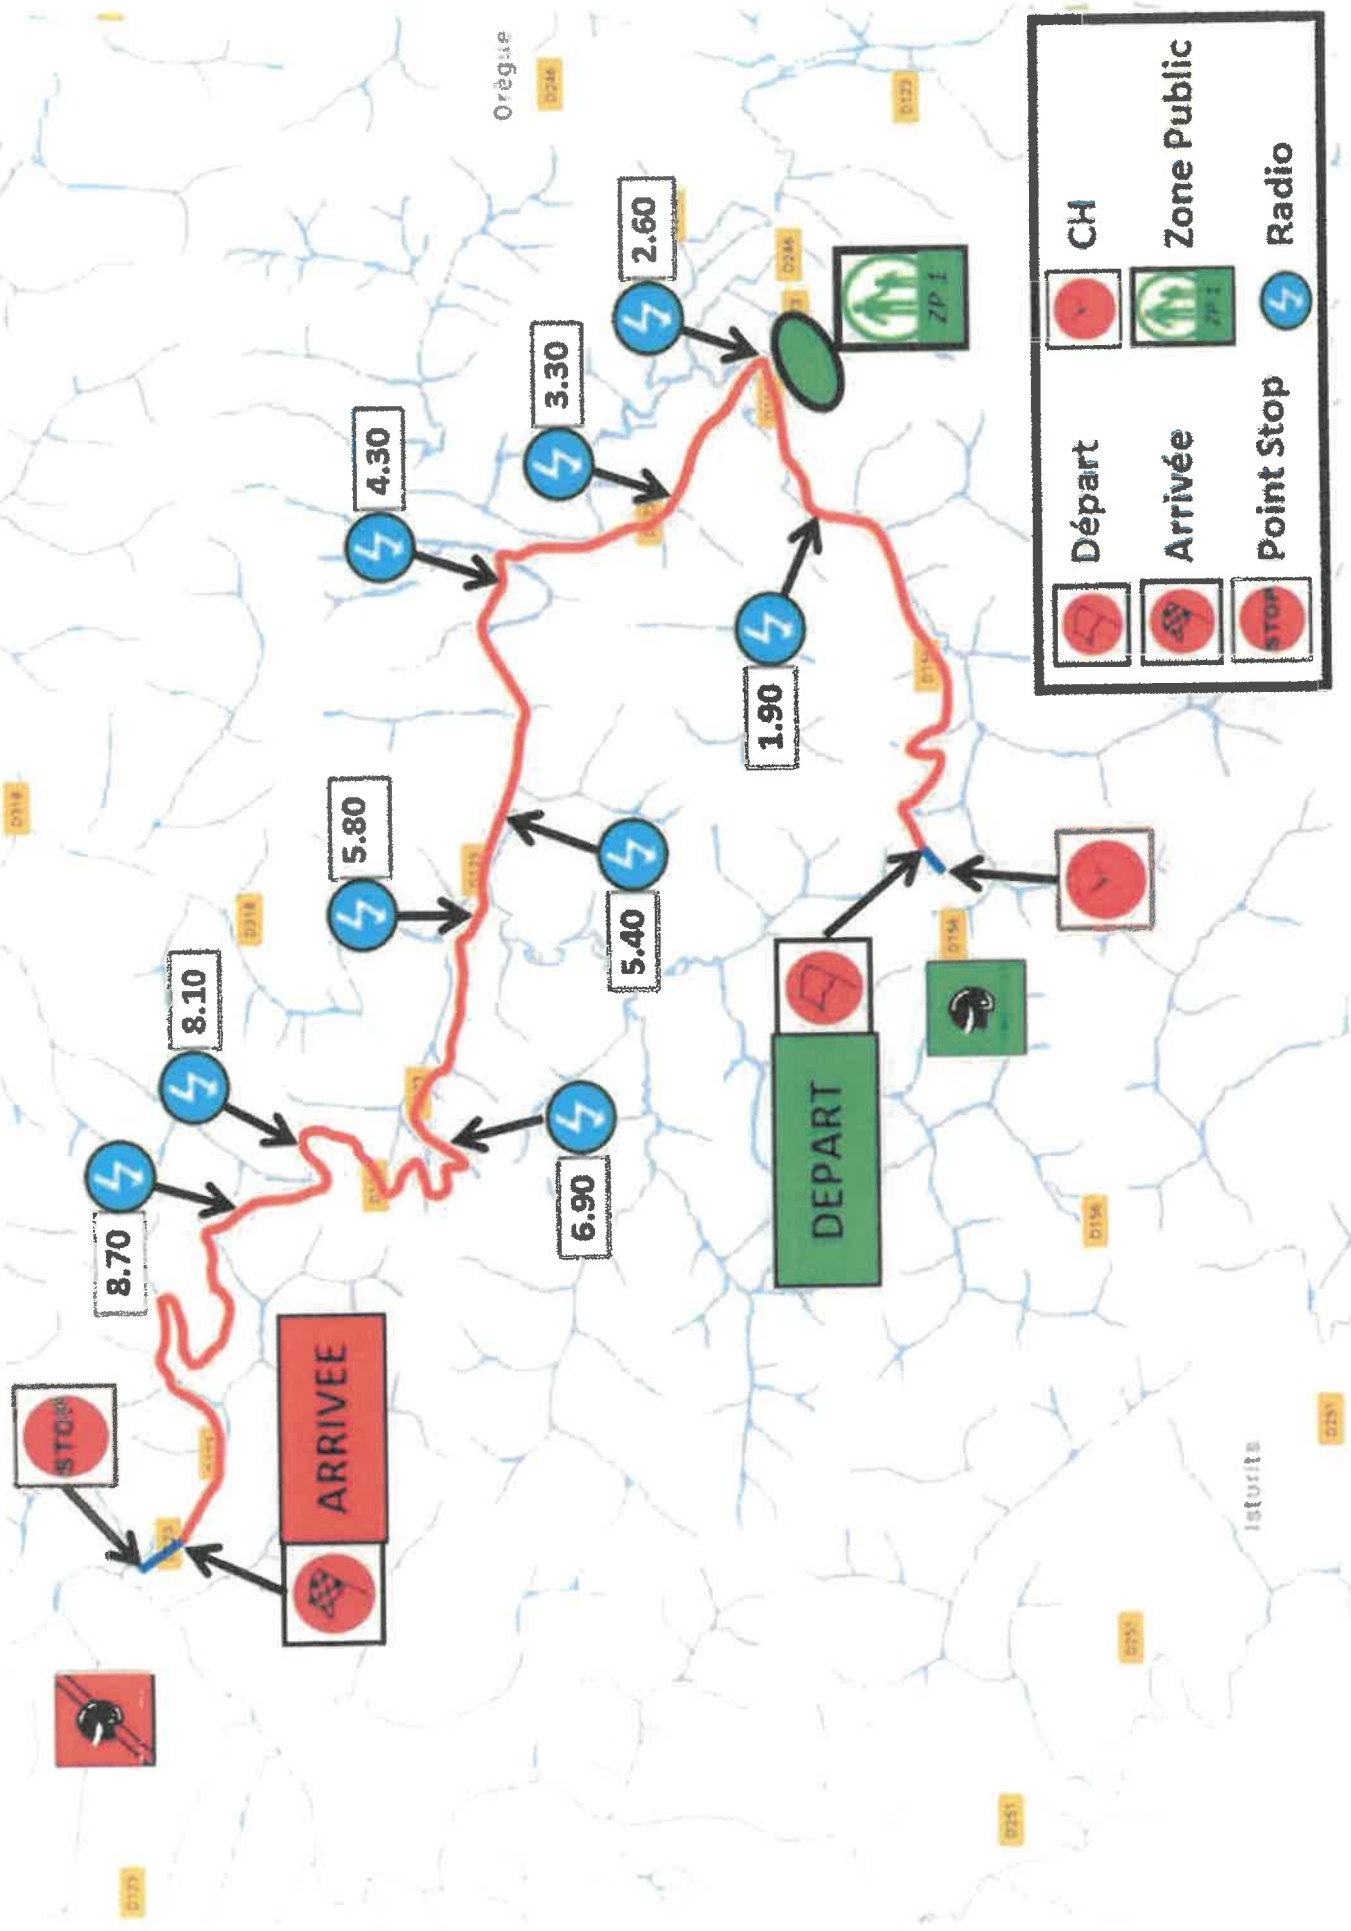 D318
STOP
8.70
D123
8.10
D318
ARRIVEE
5.80
4.30
D123
Orègue
D246
3.30
6.90
5.40
2.60
1.90
D246
DEPART
D123
ZP 1
D156
D251
D156
D251
Isturits
D251
Départ CH
Arrivée ZP 1 Zone Public
STOP Point Stop Radio